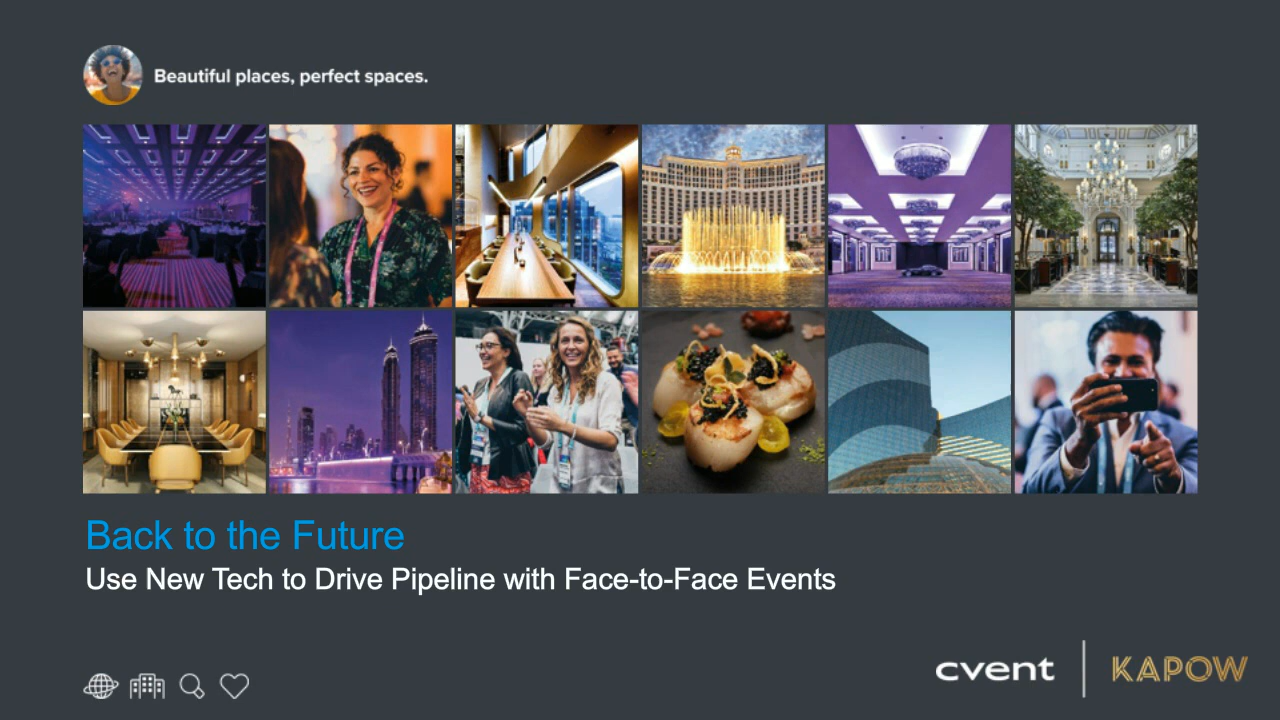 Beautiful places, perfect spaces.
Back to the Future
Use New Tech to Drive Pipeline with Face-to-Face Events
cvent | KAPOW